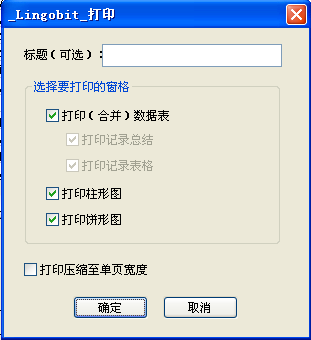 _Lingobit_打印
标题(可选):
选择要打印的窗格
打印(合并)数据表
打印记录总结
打印记录表格
打印柱形图
打印饼形图
打印压缩至单页宽度
确定 取消